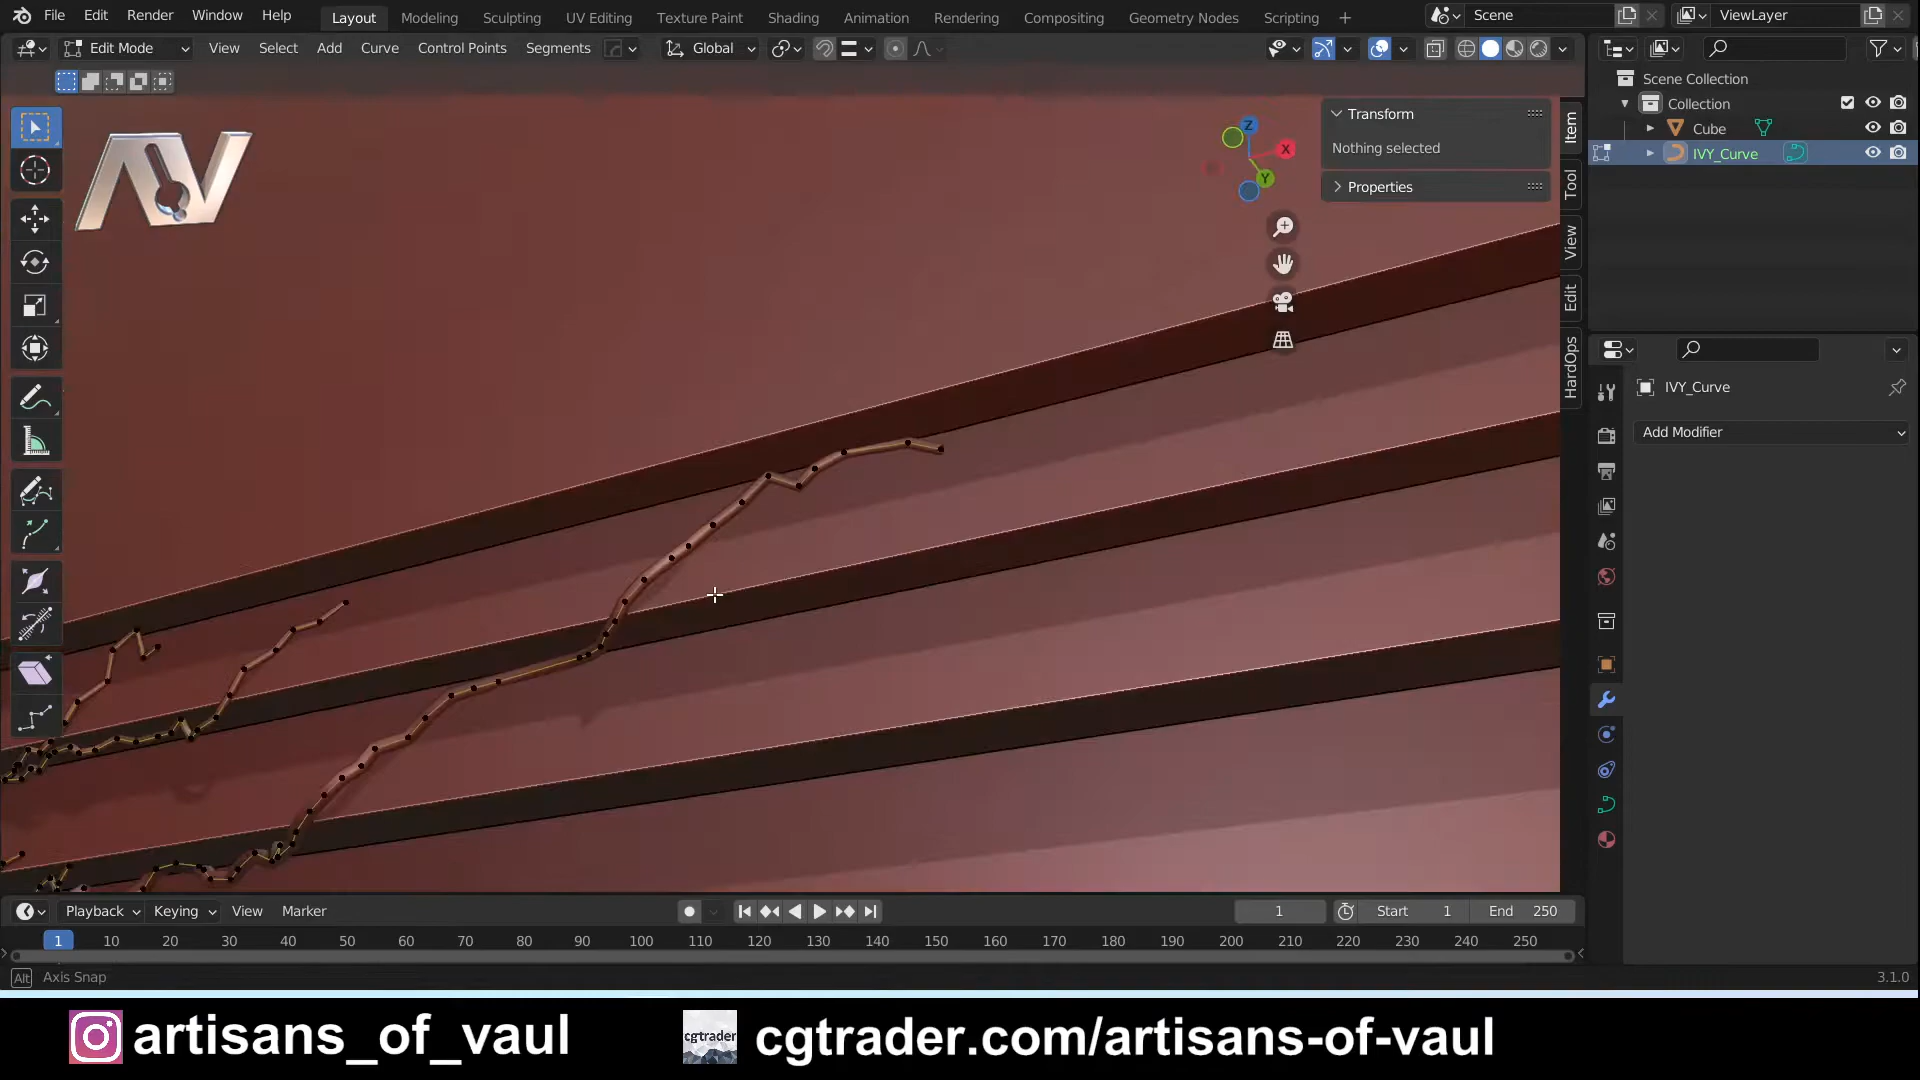 File Edit Render Window Help Layout Modeling Sculpting UV Editing Texture Paint Shading Animation Rendering Compositing Geometry Nodes Scripting + Scene ViewLayer
Edit Mode View Select Add Curve Control Points Segments Global
Scene Collection
Collection
Cube
IVY_Curve
AV
Transform
Nothing selected
Properties
Item
Tool
View
Edit
HardOps
Z
X
Y
IVY_Curve
Add Modifier
Playback Keying View Marker 1 Start 1 End 250
1 10 20 30 40 50 60 70 80 90 100 110 120 130 140 150 160 170 180 190 200 210 220 230 240 250
Alt Axis Snap 3.1.0
artisans_of_vaul cgtrader cgtrader.com/artisans-of-vaul